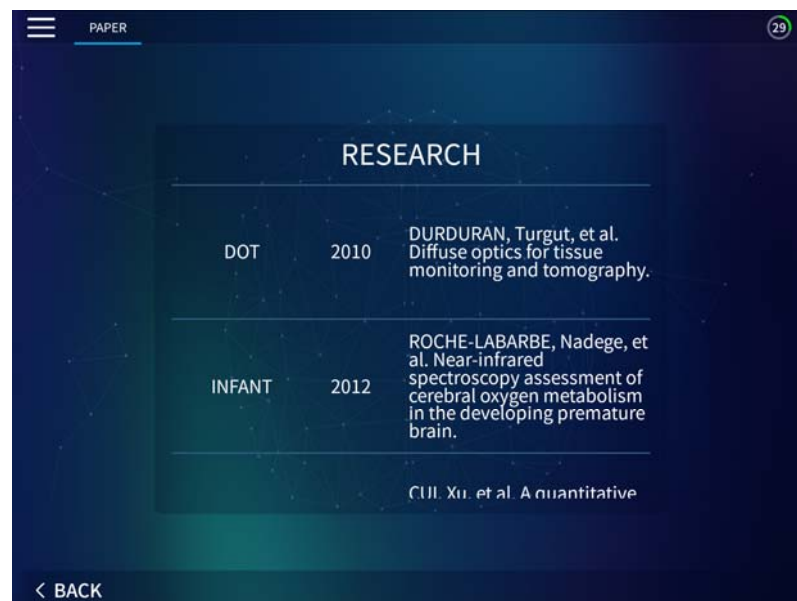 PAPER
29
RESEARCH
DOT
2010
DURDURAN, Turgut, et al.
Diffuse optics for tissue
monitoring and tomography.
INFANT
2012
ROCHE-LABARBE, Nadege, et
al. Near-infrared
spectroscopy assessment of
cerebral oxygen metabolism
in the developing premature
brain.
CUI, Xu, et al. A quantitative
< BACK